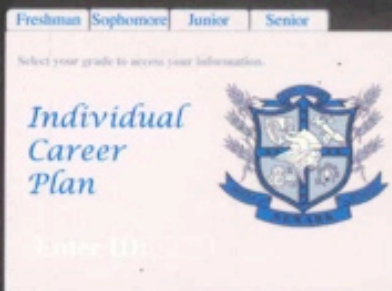 Freshman Sophomore Junior Senior
Select your grade to access your information.
Individual
Career
Plan
Enter ID: